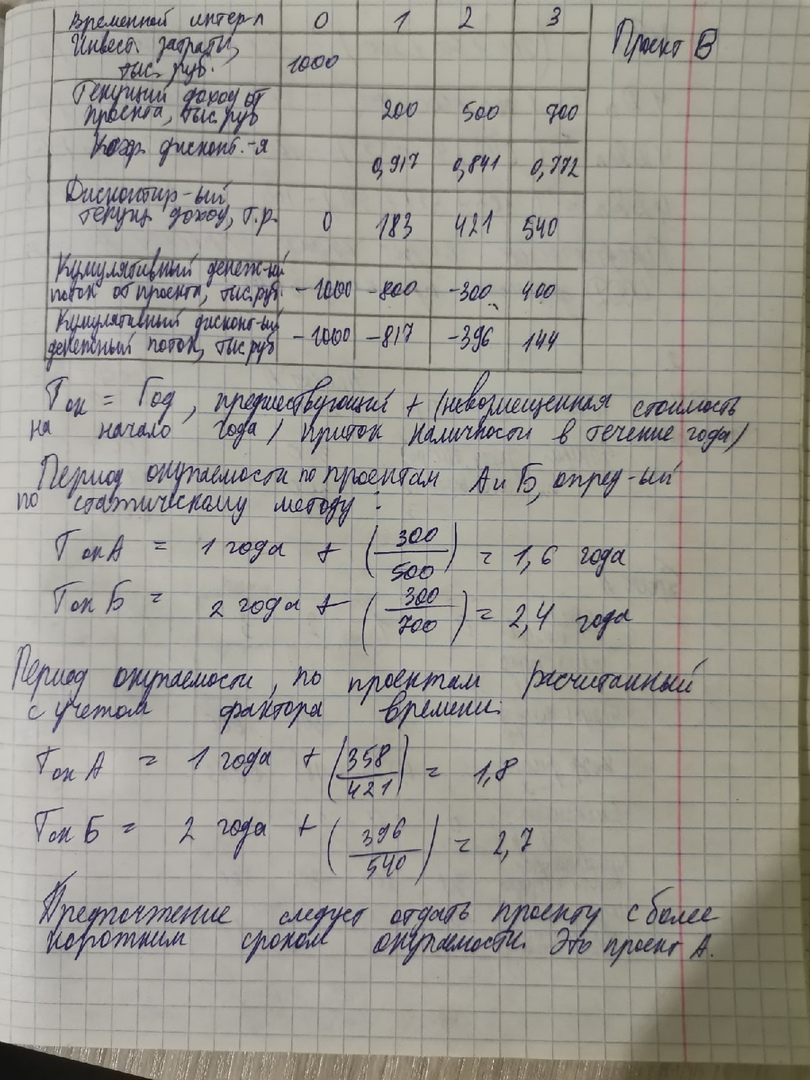 Временной интер-л 0 1 2 3
Проект В
Инвест. затраты,
тыс. руб. 1000
Текущий доход от
проекта, тыс. руб 200 500 700
Коэф. дисконт.-я 0,917 0,841 0,772
Дисконтир-ый
текущ. доход, т.р. 0 183 421 540
Кумулятивный денеж-ый
поток от проекта, тыс.руб. -1000 -800 -300 400
Кумулятивный дисконт-ый
денежный поток, тыс руб -1000 -817 -396 144
Ток = Год, предшествующий + (невозмещенная стоимость
на начало года / приток наличности в течение года)
Период окупаемости по проектам А и Б, опред-ый
по статическому методу:
Ток А = 1 года + (300/500) = 1,6 года
Ток Б = 2 года + (300/700) = 2,4 года
Период окупаемости, по проектам расчитанный
с учетом фактора времени:
Ток А = 1 года + (358/421) = 1,8
Ток Б = 2 года + (396/540) = 2,7
Предпочтение следует отдать проекту с более
коротким сроком окупаемости. Это проект А.